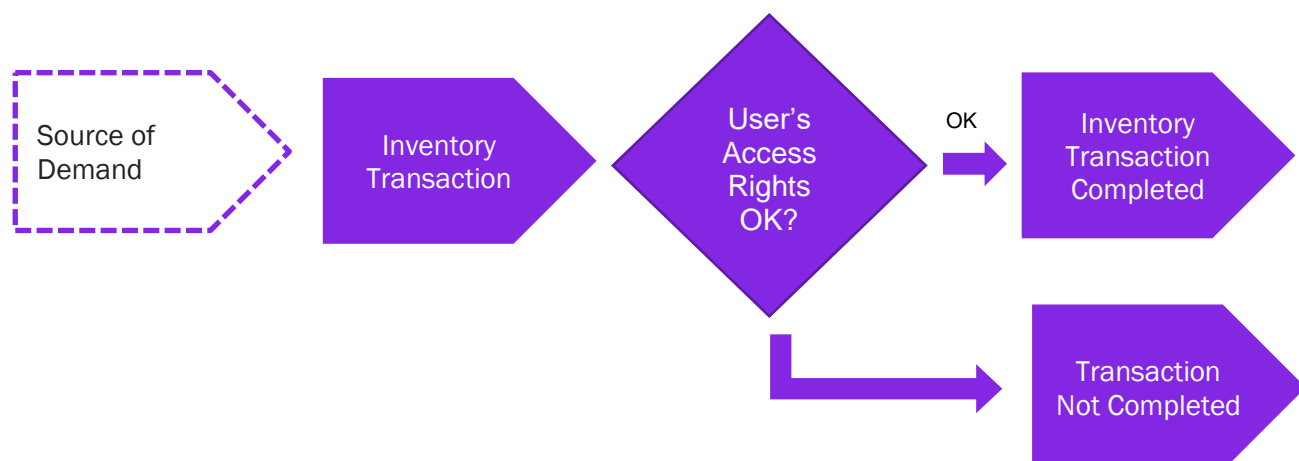 Source of
Demand
Inventory
Transaction
User's
Access
Rights
OK?
OK
Inventory
Transaction
Completed
Transaction
Not Completed